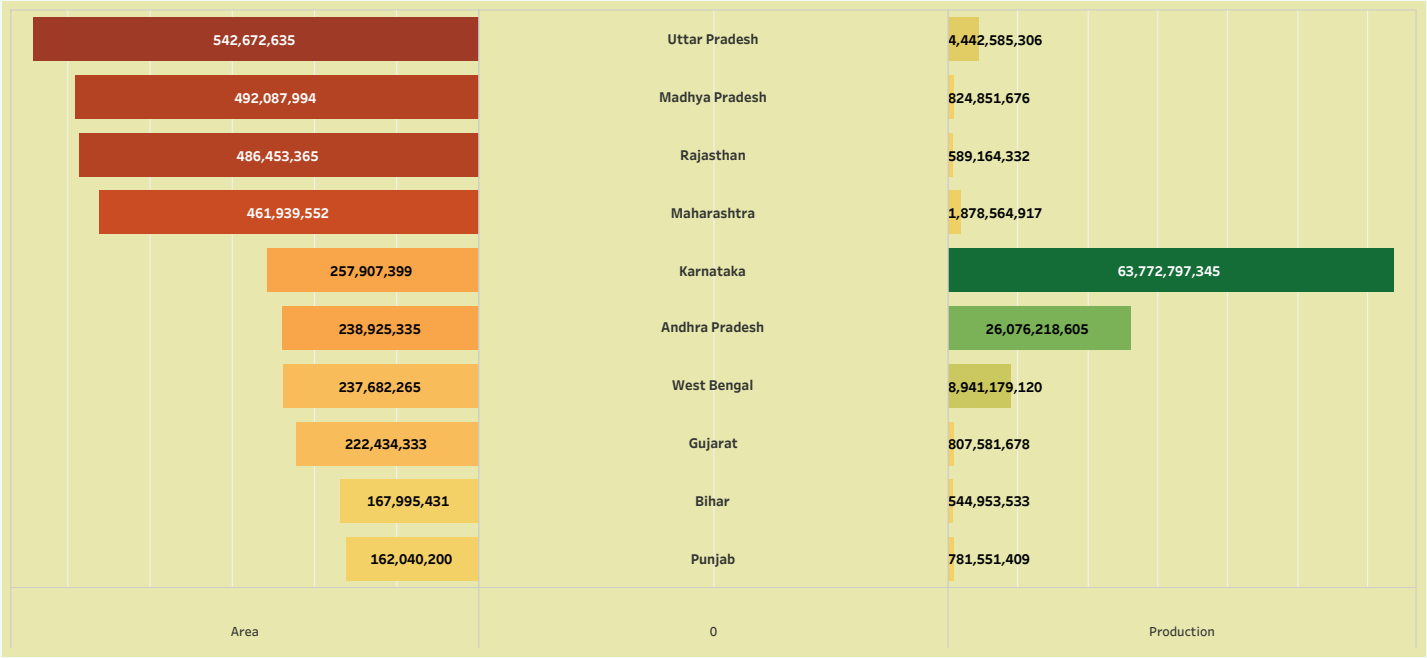 542,672,635 Uttar Pradesh 4,442,585,306
492,087,994 Madhya Pradesh 824,851,676
486,453,365 Rajasthan 589,164,332
461,939,552 Maharashtra 1,878,564,917
257,907,399 Karnataka 63,772,797,345
238,925,335 Andhra Pradesh 26,076,218,605
237,682,265 West Bengal 8,941,179,120
222,434,333 Gujarat 807,581,678
167,995,431 Bihar 544,953,533
162,040,200 Punjab 781,551,409
Area 0 Production